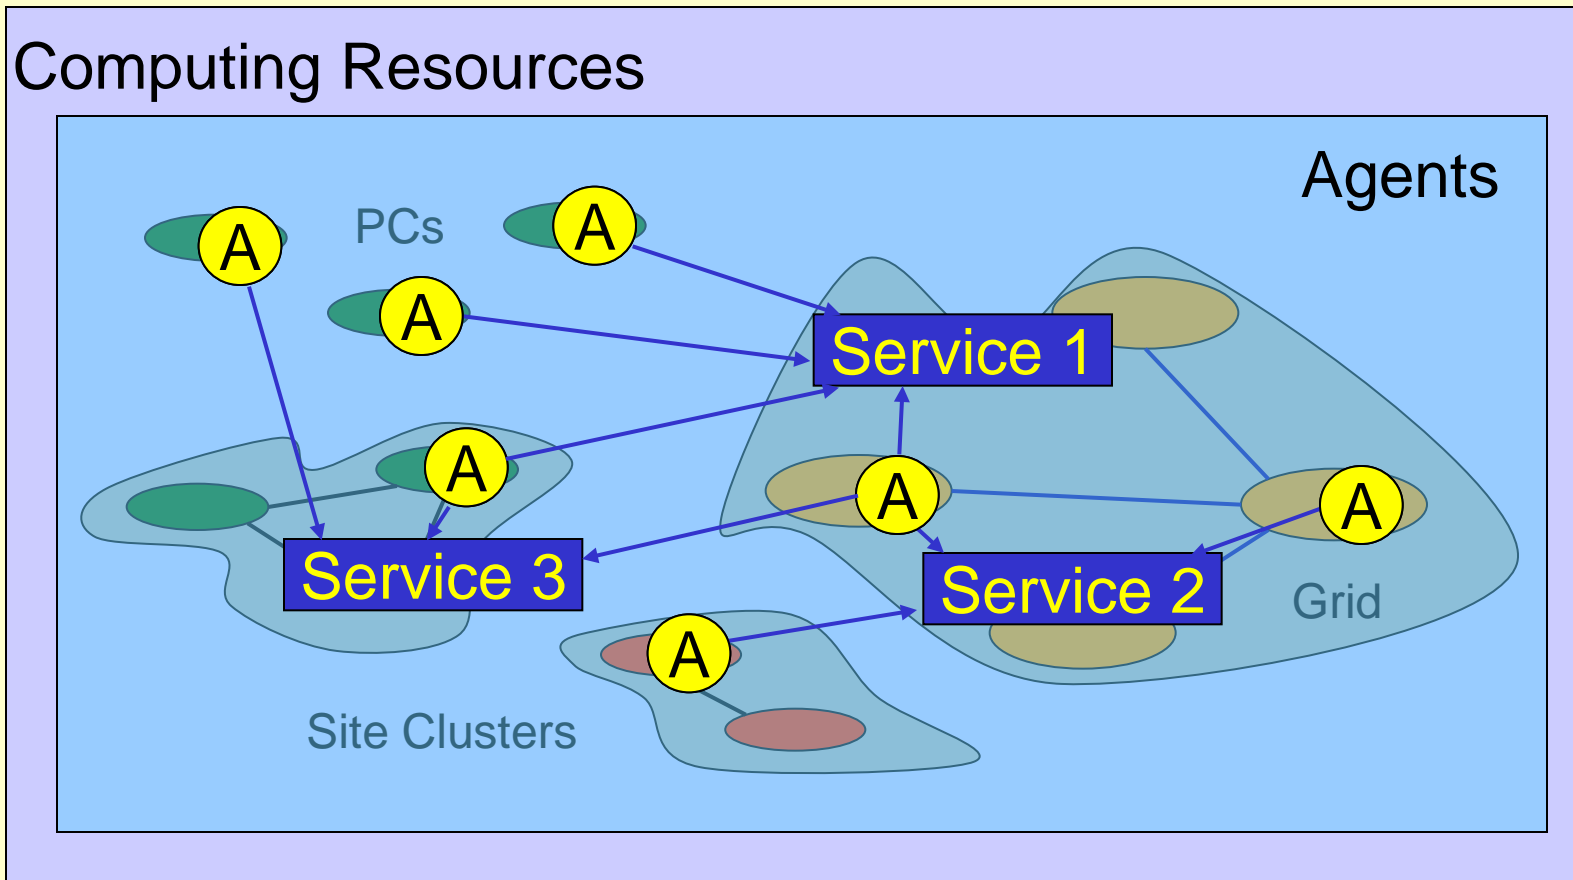 Computing Resources
Agents
A
PCs
A
A
Service 1
A
A
A
Service 3
Service 2
Grid
A
Site Clusters